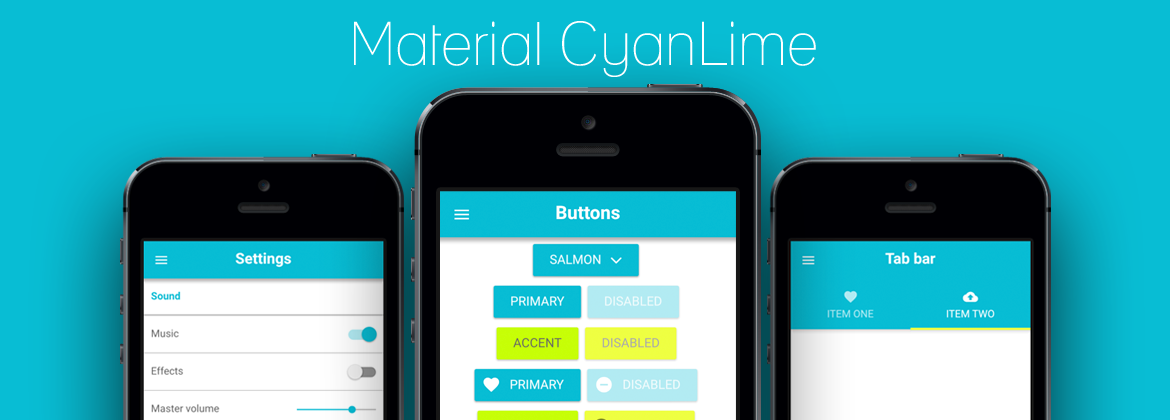 Material CyanLime
Settings
Sound
Music
Effects
Master volume
Buttons
SALMON
PRIMARY DISABLED
ACCENT DISABLED
PRIMARY DISABLED
Tab bar
ITEM ONE ITEM TWO